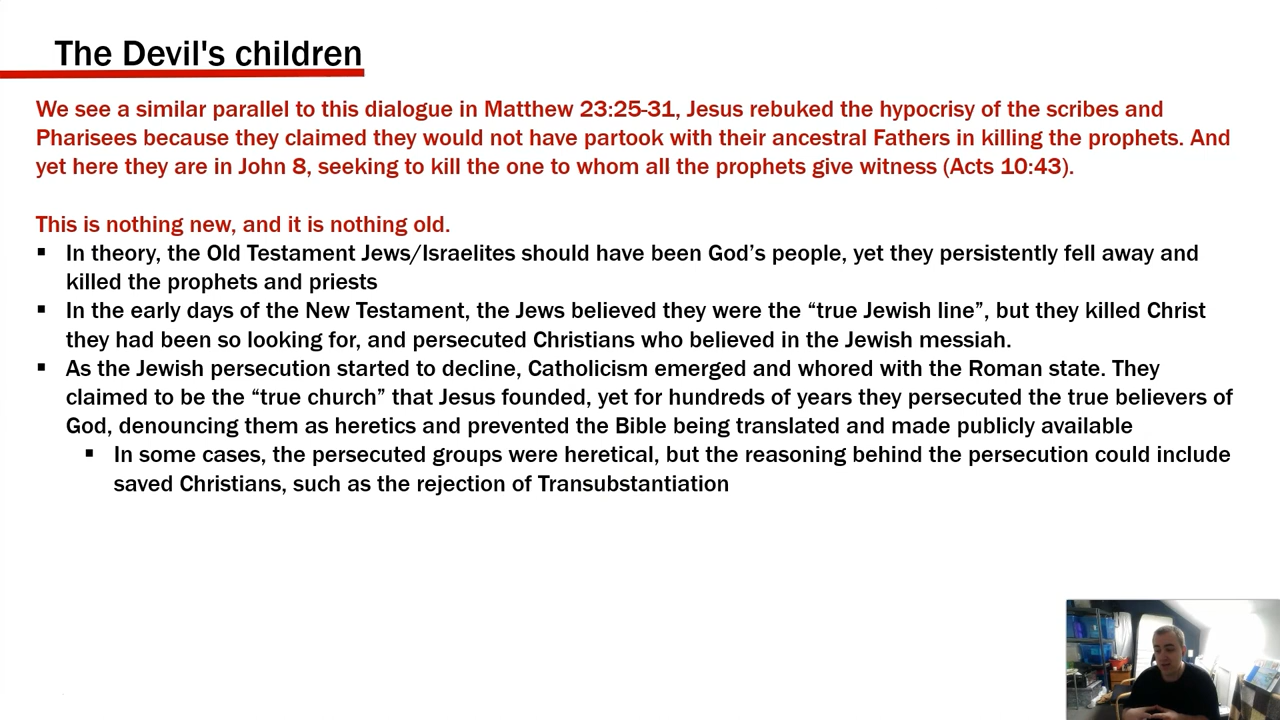 The Devil's children
We see a similar parallel to this dialogue in Matthew 23:25-31, Jesus rebuked the hypocrisy of the scribes and
Pharisees because they claimed they would not have partook with their ancestral Fathers in killing the prophets. And
yet here they are in John 8, seeking to kill the one to whom all the prophets give witness (Acts 10:43).
This is nothing new, and it is nothing old.
▪ In theory, the Old Testament Jews/Israelites should have been God’s people, yet they persistently fell away and
killed the prophets and priests
▪ In the early days of the New Testament, the Jews believed they were the “true Jewish line”, but they killed Christ
they had been so looking for, and persecuted Christians who believed in the Jewish messiah.
▪ As the Jewish persecution started to decline, Catholicism emerged and whored with the Roman state. They
claimed to be the “true church” that Jesus founded, yet for hundreds of years they persecuted the true believers of
God, denouncing them as heretics and prevented the Bible being translated and made publicly available
▪ In some cases, the persecuted groups were heretical, but the reasoning behind the persecution could include
saved Christians, such as the rejection of Transubstantiation